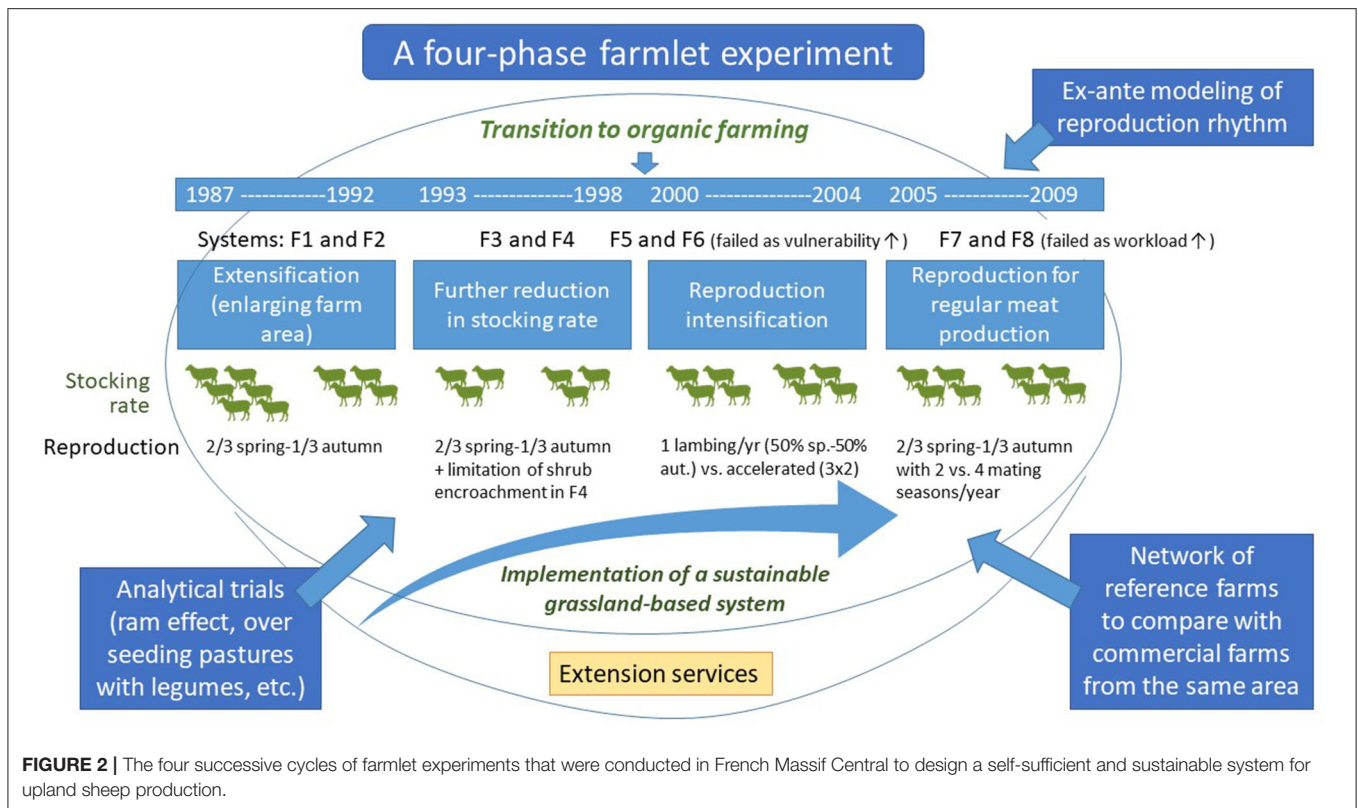 A four-phase farmlet experiment
Ex-ante modeling of
reproduction rhythm
Transition to organic farming
1987 ------------1992 1993 --------------1998 2000 ---------------2004 2005 ------------2009
Systems: F1 and F2
F3 and F4
F5 and F6 (failed as vulnerability ↑)
F7 and F8 (failed as workload ↑)
Extensification
(enlarging farm
area)
Further reduction
in stocking rate
Reproduction
intensification
Reproduction for
regular meat
production
Stocking
rate
Reproduction
2/3 spring-1/3 autumn
2/3 spring-1/3 autumn
+ limitation of shrub
encroachment in F4
1 lambing/yr (50% sp.-50%
aut.) vs. accelerated (3x2)
2/3 spring-1/3 autumn
with 2 vs. 4 mating
seasons/year
Analytical trials
(ram effect, over
seeding pastures
with legumes, etc.)
Implementation of a sustainable
grassland-based system
Extension services
Network of
reference farms
to compare with
commercial farms
from the same area
FIGURE 2 | The four successive cycles of farmlet experiments that were conducted in French Massif Central to design a self-sufficient and sustainable system for
upland sheep production.